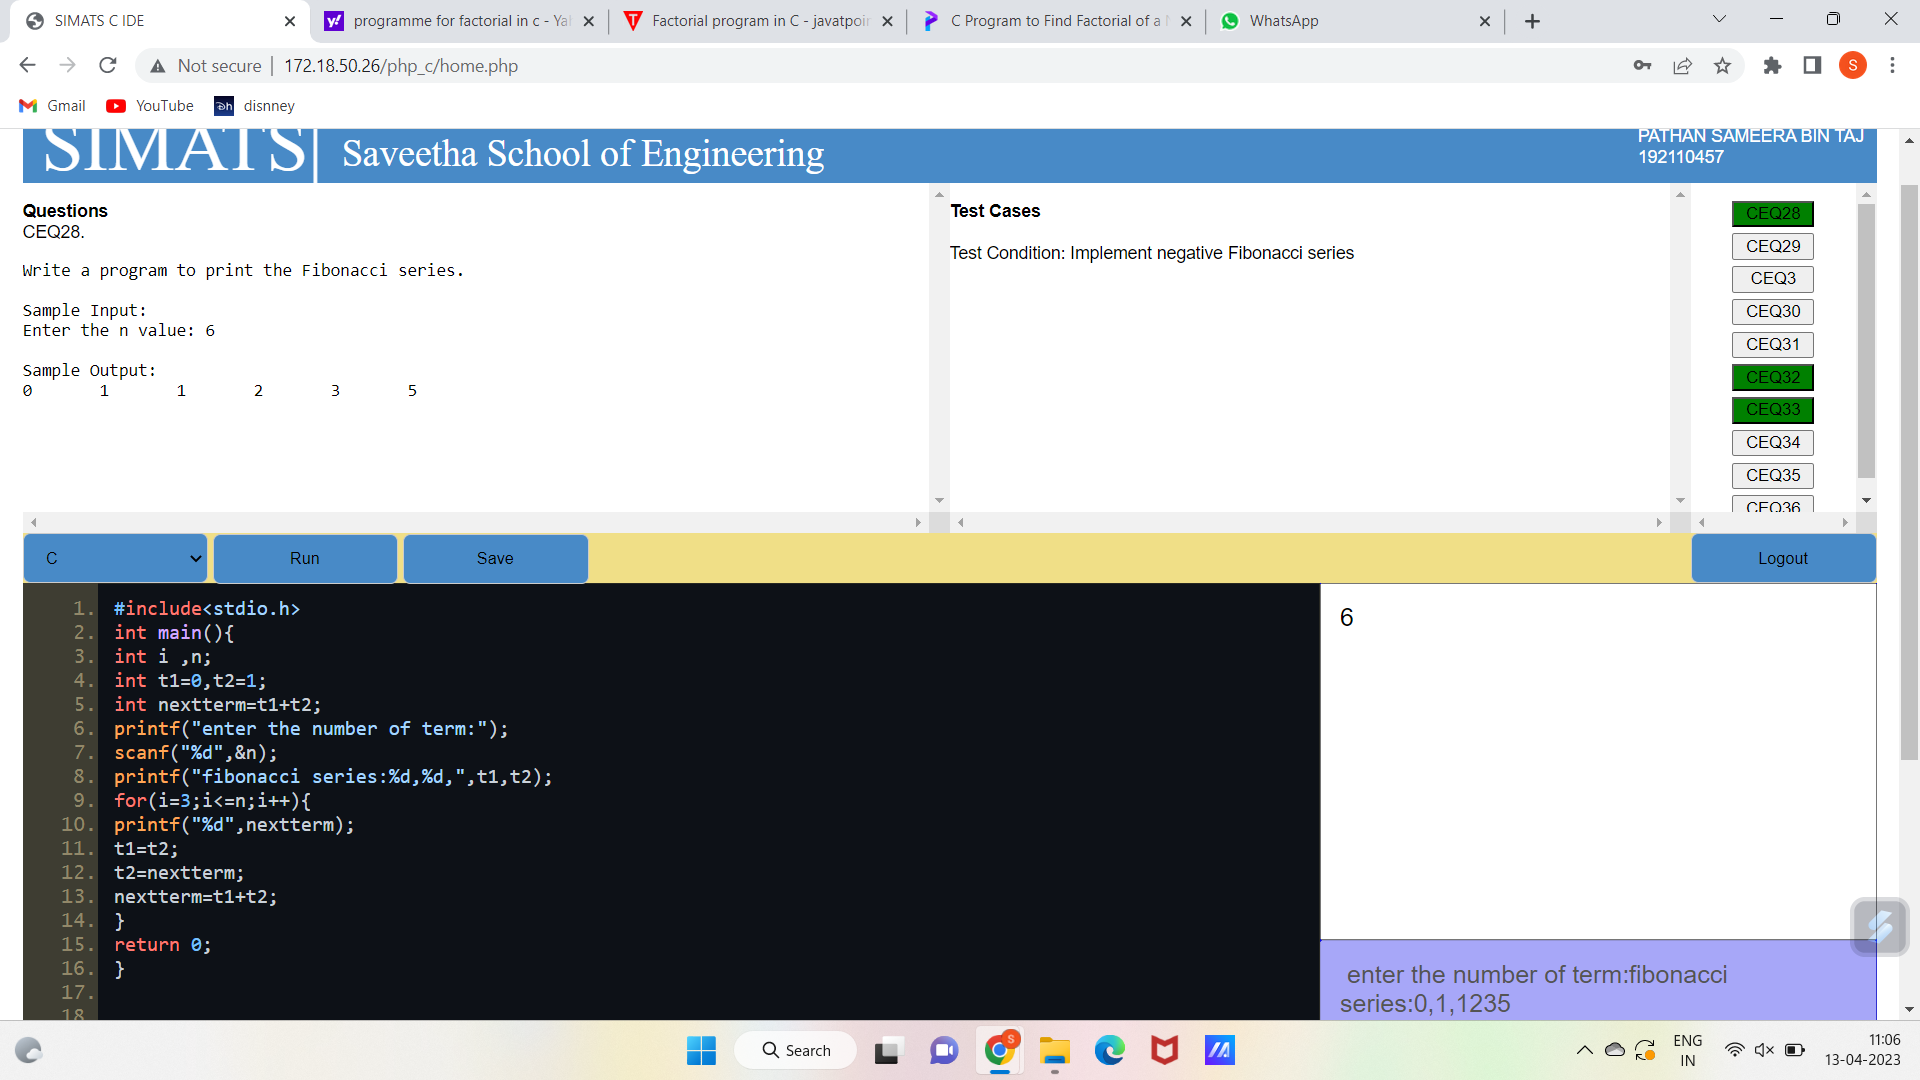 SIMATS C IDE
programme for factorial in c - Yah
Factorial program in C - javatpoin
C Program to Find Factorial of a N
WhatsApp
Not secure | 172.18.50.26/php_c/home.php
S
Gmail YouTube disnney
SIMATS Saveetha School of Engineering
PATHAN SAMEERA BIN TAJ
192110457
Questions
CEQ28.
Write a program to print the Fibonacci series.
Sample Input:
Enter the n value: 6
Sample Output:
0 1 1 2 3 5
Test Cases
Test Condition: Implement negative Fibonacci series
CEQ28
CEQ29
CEQ3
CEQ30
CEQ31
CEQ32
CEQ33
CEQ34
CEQ35
CEQ36
C Run Save Logout
1. #include<stdio.h>
2. int main(){
3. int i ,n;
4. int t1=0,t2=1;
5. int nextterm=t1+t2;
6. printf("enter the number of term:");
7. scanf("%d",&n);
8. printf("fibonacci series:%d,%d,",t1,t2);
9. for(i=3;i<=n;i++){
10. printf("%d",nextterm);
11. t1=t2;
12. t2=nextterm;
13. nextterm=t1+t2;
14. }
15. return 0;
16. }
17.
18.
6
enter the number of term:fibonacci
series:0,1,1235
Search
ENG
IN
11:06
13-04-2023